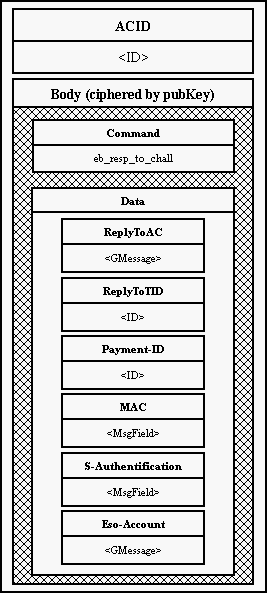 ACID
<ID>
Body (ciphered by pubKey)
Command
eb_resp_to_chall
Data
ReplyToAC
<GMessage>
ReplyToTID
<ID>
Payment-ID
<ID>
MAC
<MsgField>
S-Authentification
<MsgField>
Eso-Account
<GMessage>